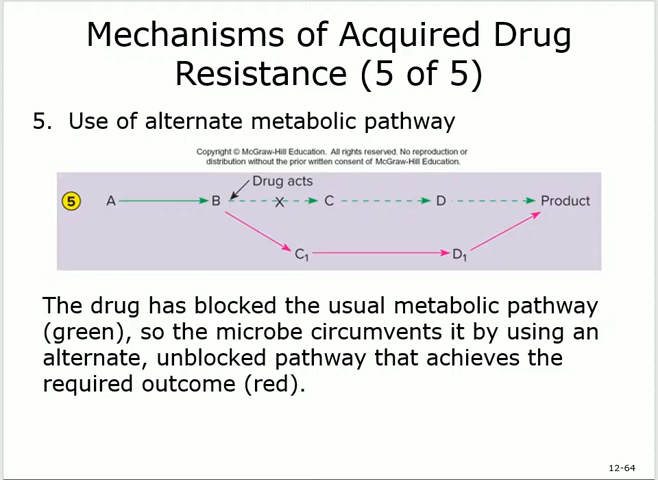 Mechanisms of Acquired Drug
Resistance (5 of 5)
5. Use of alternate metabolic pathway
Copyright © McGraw-Hill Education. All rights reserved. No reproduction or
distribution without the prior written consent of McGraw-Hill Education.
Drug acts
5 A B X C D Product
C1 D1
The drug has blocked the usual metabolic pathway
(green), so the microbe circumvents it by using an
alternate, unblocked pathway that achieves the
required outcome (red).
12-64